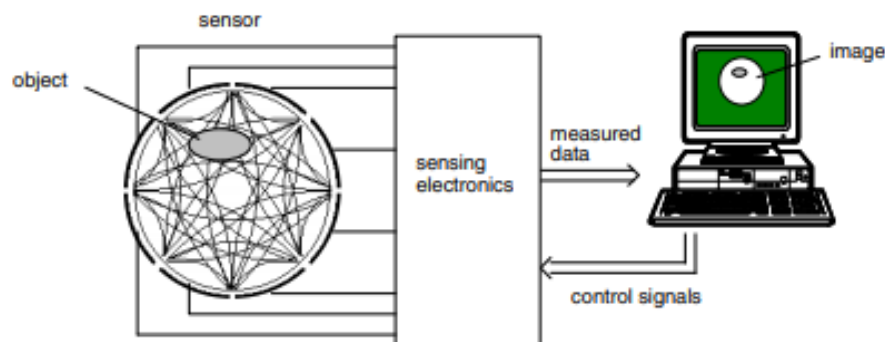 sensor
object
image
measured
data
sensing
electronics
control signals